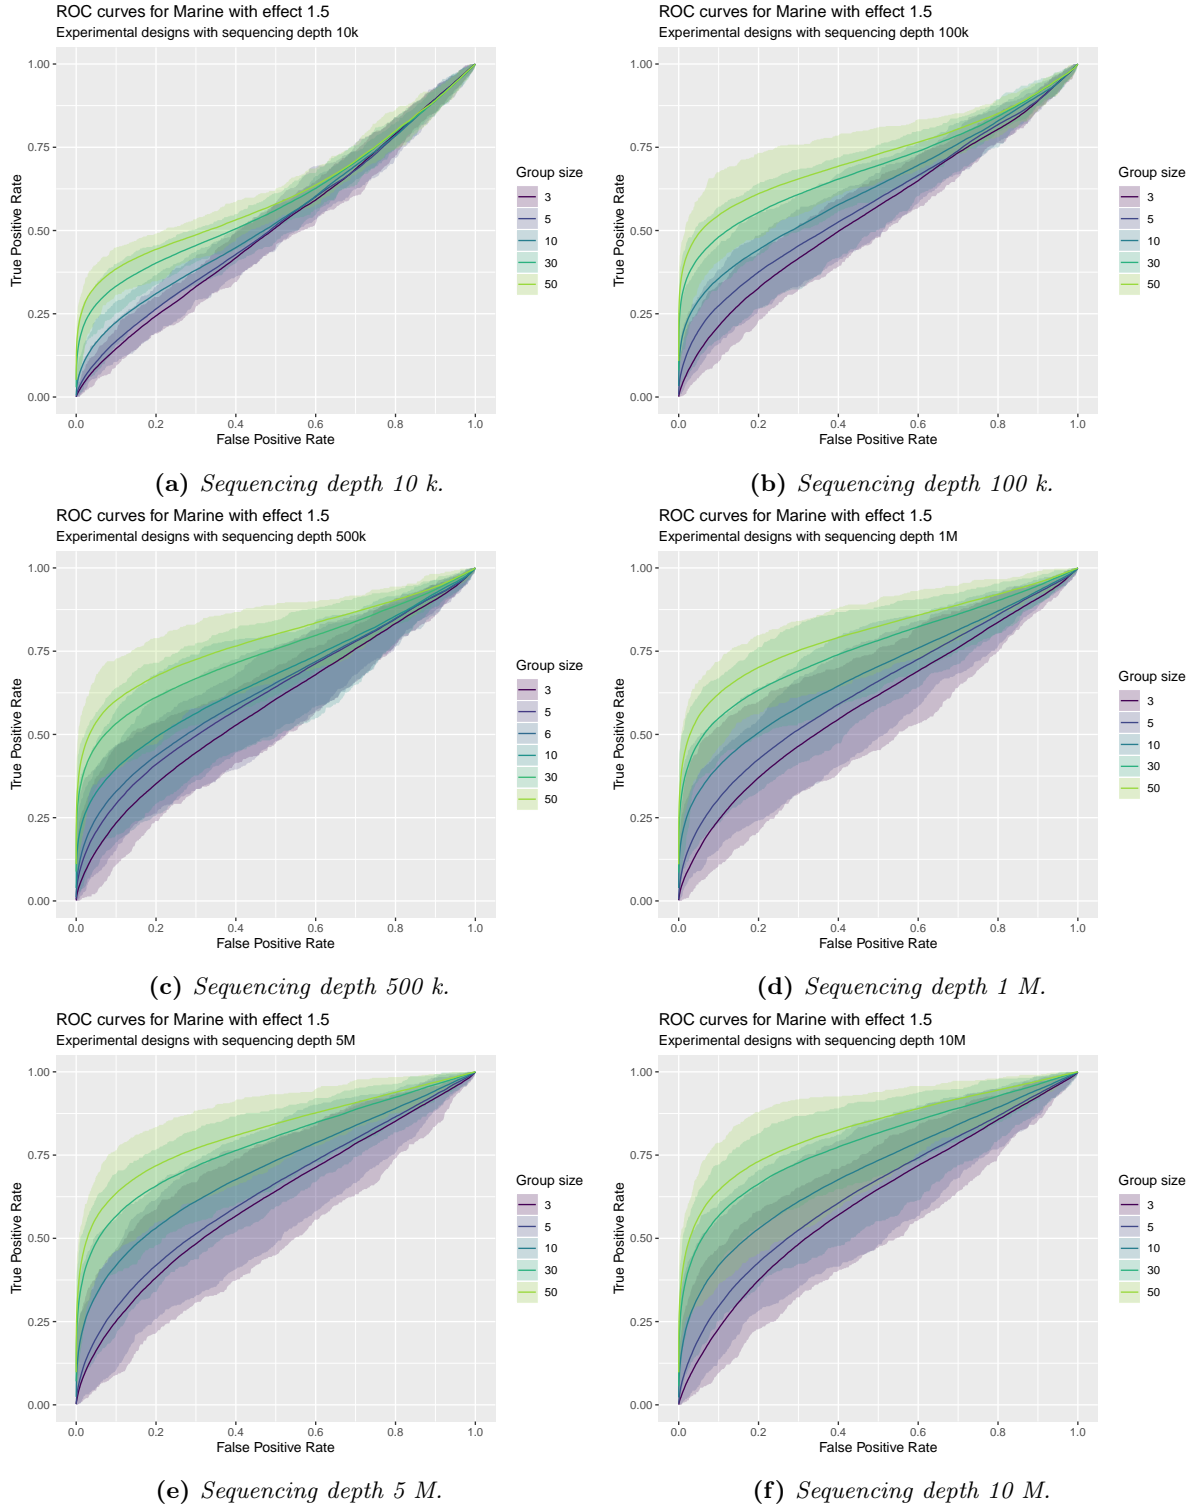 ROC curves for Marine with effect 1.5
Experimental designs with sequencing depth 10k
True Positive Rate
1.00
0.75
0.50
0.25
0.00
0.0 0.2 0.4 0.6 0.8 1.0
False Positive Rate
Group size
3
5
10
30
50
(a) Sequencing depth 10 k.
ROC curves for Marine with effect 1.5
Experimental designs with sequencing depth 100k
True Positive Rate
1.00
0.75
0.50
0.25
0.00
0.0 0.2 0.4 0.6 0.8 1.0
False Positive Rate
Group size
3
5
10
30
50
(b) Sequencing depth 100 k.
ROC curves for Marine with effect 1.5
Experimental designs with sequencing depth 500k
True Positive Rate
1.00
0.75
0.50
0.25
0.00
0.0 0.2 0.4 0.6 0.8 1.0
False Positive Rate
Group size
3
5
6
10
30
50
(c) Sequencing depth 500 k.
ROC curves for Marine with effect 1.5
Experimental designs with sequencing depth 1M
True Positive Rate
1.00
0.75
0.50
0.25
0.00
0.0 0.2 0.4 0.6 0.8 1.0
False Positive Rate
Group size
3
5
10
30
50
(d) Sequencing depth 1 M.
ROC curves for Marine with effect 1.5
Experimental designs with sequencing depth 5M
True Positive Rate
1.00
0.75
0.50
0.25
0.00
0.0 0.2 0.4 0.6 0.8 1.0
False Positive Rate
Group size
3
5
10
30
50
(e) Sequencing depth 5 M.
ROC curves for Marine with effect 1.5
Experimental designs with sequencing depth 10M
True Positive Rate
1.00
0.75
0.50
0.25
0.00
0.0 0.2 0.4 0.6 0.8 1.0
False Positive Rate
Group size
3
5
10
30
50
(f) Sequencing depth 10 M.